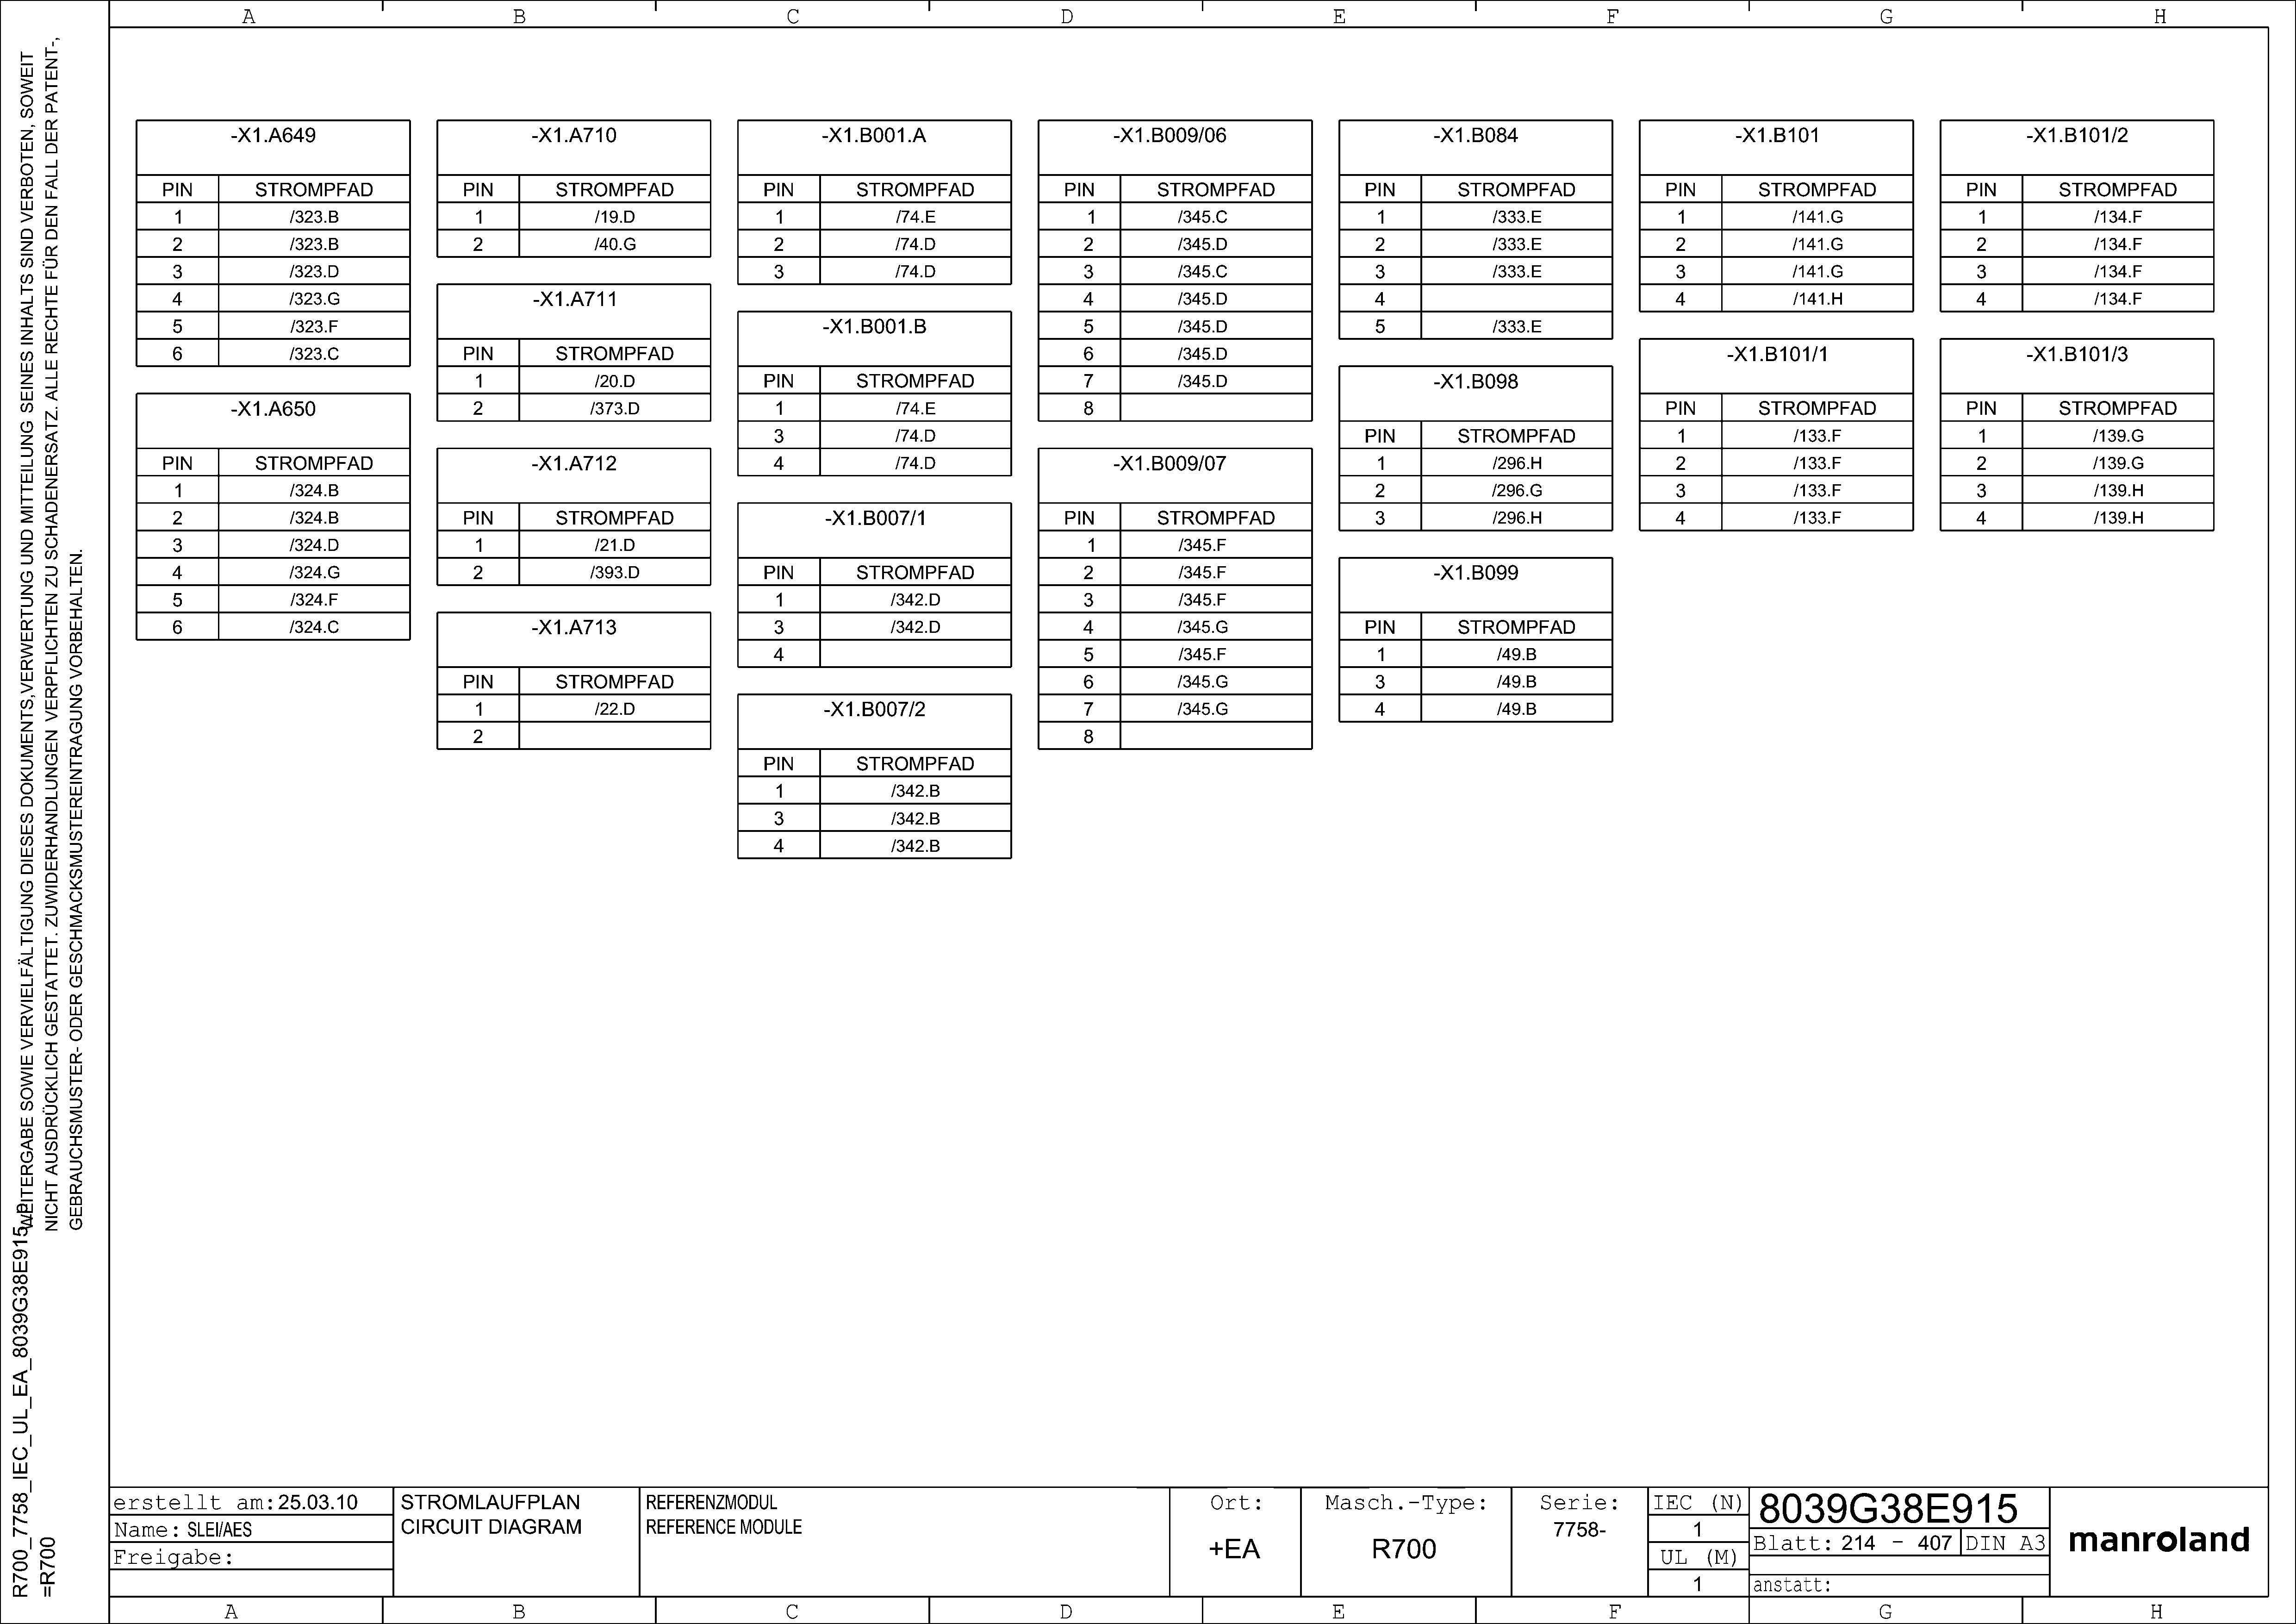 A B C D E F G H
WEITERGABE SOWIE VERVIELFÄLTIGUNG DIESES DOKUMENTS,VERWERTUNG UND MITTEILUNG SEINES INHALTS SIND VERBOTEN, SOWEIT
NICHT AUSDRÜCKLICH GESTATTET. ZUWIDERHANDLUNGEN VERPFLICHTEN ZU SCHADENERSATZ. ALLE RECHTE FÜR DEN FALL DER PATENT-,
GEBRAUCHSMUSTER- ODER GESCHMACKSMUSTEREINTRAGUNG VORBEHALTEN.
=R700
-X1.A649
PIN STROMPFAD
1 /323.B
2 /323.B
3 /323.D
4 /323.G
5 /323.F
6 /323.C
-X1.A650
PIN STROMPFAD
1 /324.B
2 /324.B
3 /324.D
4 /324.G
5 /324.F
6 /324.C
-X1.A710
PIN STROMPFAD
1 /19.D
2 /40.G
-X1.A711
PIN STROMPFAD
1 /20.D
2 /373.D
-X1.A712
PIN STROMPFAD
1 /21.D
2 /393.D
-X1.A713
PIN STROMPFAD
1 /22.D
2
-X1.B001.A
PIN STROMPFAD
1 /74.E
2 /74.D
3 /74.D
-X1.B001.B
PIN STROMPFAD
1 /74.E
3 /74.D
4 /74.D
-X1.B007/1
PIN STROMPFAD
1 /342.D
3 /342.D
4
-X1.B007/2
PIN STROMPFAD
1 /342.B
3 /342.B
4 /342.B
-X1.B009/06
PIN STROMPFAD
1 /345.C
2 /345.D
3 /345.C
4 /345.D
5 /345.D
6 /345.D
7 /345.D
8
-X1.B009/07
PIN STROMPFAD
1 /345.F
2 /345.F
3 /345.F
4 /345.G
5 /345.F
6 /345.G
7 /345.G
8
-X1.B084
PIN STROMPFAD
1 /333.E
2 /333.E
3 /333.E
4
5 /333.E
-X1.B098
PIN STROMPFAD
1 /296.H
2 /296.G
3 /296.H
-X1.B099
PIN STROMPFAD
1 /49.B
3 /49.B
4 /49.B
-X1.B101
PIN STROMPFAD
1 /141.G
2 /141.G
3 /141.G
4 /141.H
-X1.B101/1
PIN STROMPFAD
1 /133.F
2 /133.F
3 /133.F
4 /133.F
-X1.B101/2
PIN STROMPFAD
1 /134.F
2 /134.F
3 /134.F
4 /134.F
-X1.B101/3
PIN STROMPFAD
1 /139.G
2 /139.G
3 /139.H
4 /139.H
erstellt am: 25.03.10
Name: SLEI/AES
Freigabe:
STROMLAUFPLAN
CIRCUIT DIAGRAM
REFERENZMODUL
REFERENCE MODULE
Ort:
+EA
Masch.-Type:
R700
Serie:
7758-
IEC (N)
1
UL (M)
1
8039G38E915
Blatt: 214 - 407 DIN A3
anstatt:
manroland
A B C D E F G H